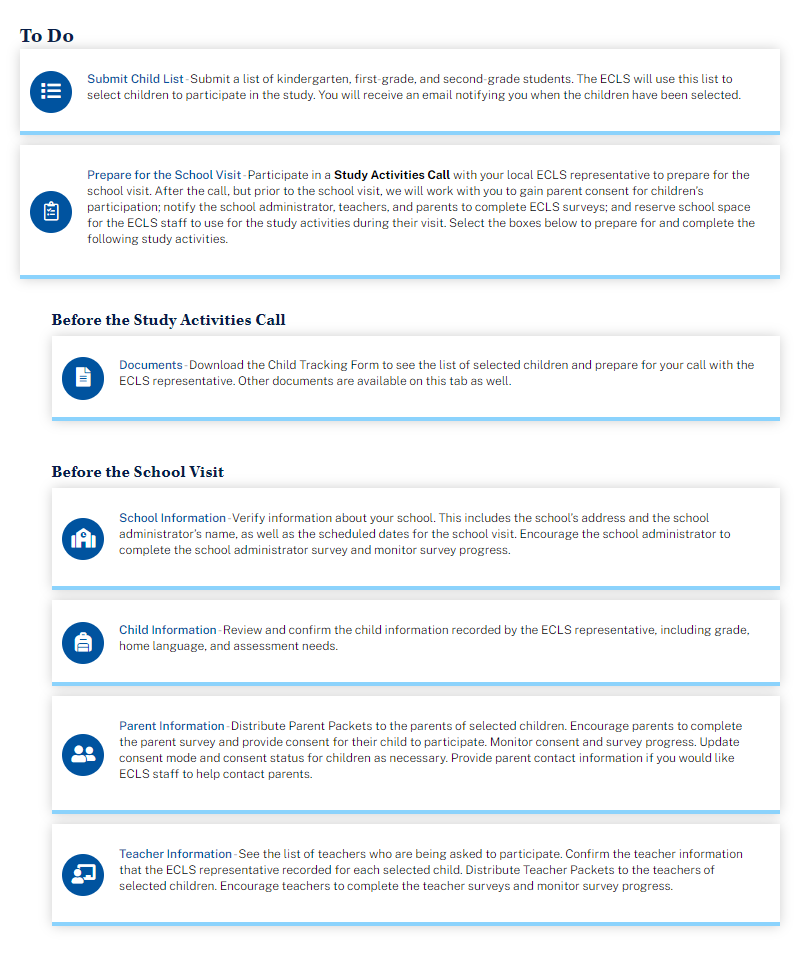 To Do
Submit Child List - Submit a list of kindergarten, first-grade, and second-grade students. The ECLS will use this list to
select children to participate in the study. You will receive an email notifying you when the children have been selected.
Prepare for the School Visit - Participate in a Study Activities Call with your local ECLS representative to prepare for the
school visit. After the call, but prior to the school visit, we will work with you to gain parent consent for children's
participation; notify the school administrator, teachers, and parents to complete ECLS surveys; and reserve school space
for the ECLS staff to use for the study activities during their visit. Select the boxes below to prepare for and complete the
following study activities.
Before the Study Activities Call
Documents - Download the Child Tracking Form to see the list of selected children and prepare for your call with the
ECLS representative. Other documents are available on this tab as well.
Before the School Visit
School Information - Verify information about your school. This includes the school's address and the school
administrator's name, as well as the scheduled dates for the school visit. Encourage the school administrator to
complete the school administrator survey and monitor survey progress.
Child Information - Review and confirm the child information recorded by the ECLS representative, including grade,
home language, and assessment needs.
Parent Information - Distribute Parent Packets to the parents of selected children. Encourage parents to complete
the parent survey and provide consent for their child to participate. Monitor consent and survey progress. Update
consent mode and consent status for children as necessary. Provide parent contact information if you would like
ECLS staff to help contact parents.
Teacher Information - See the list of teachers who are being asked to participate. Confirm the teacher information
that the ECLS representative recorded for each selected child. Distribute Teacher Packets to the teachers of
selected children. Encourage teachers to complete the teacher surveys and monitor survey progress.